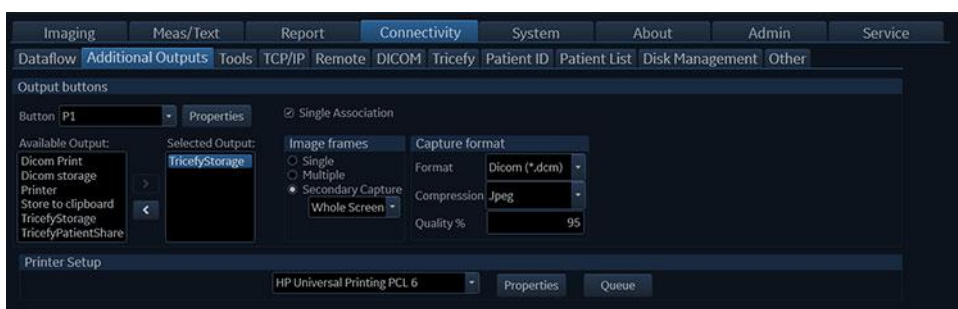 Imaging Meas/Text Report Connectivity System About Admin Service
Dataflow Additional Outputs Tools TCP/IP Remote DICOM Tricefy Patient ID Patient List Disk Management Other
Output buttons
Button P1 Properties Single Association
Available Output: Selected Output: Image frames Capture format
Dicom Print TricefyStorage Single Format Dicom (*.dcm)
Dicom storage Multiple
Printer > Secondary Capture Compression Jpeg
Store to clipboard < Whole Screen
TricefyStorage Quality % 95
TricefyPatientShare
Printer Setup
HP Universal Printing PCL 6 Properties Queue